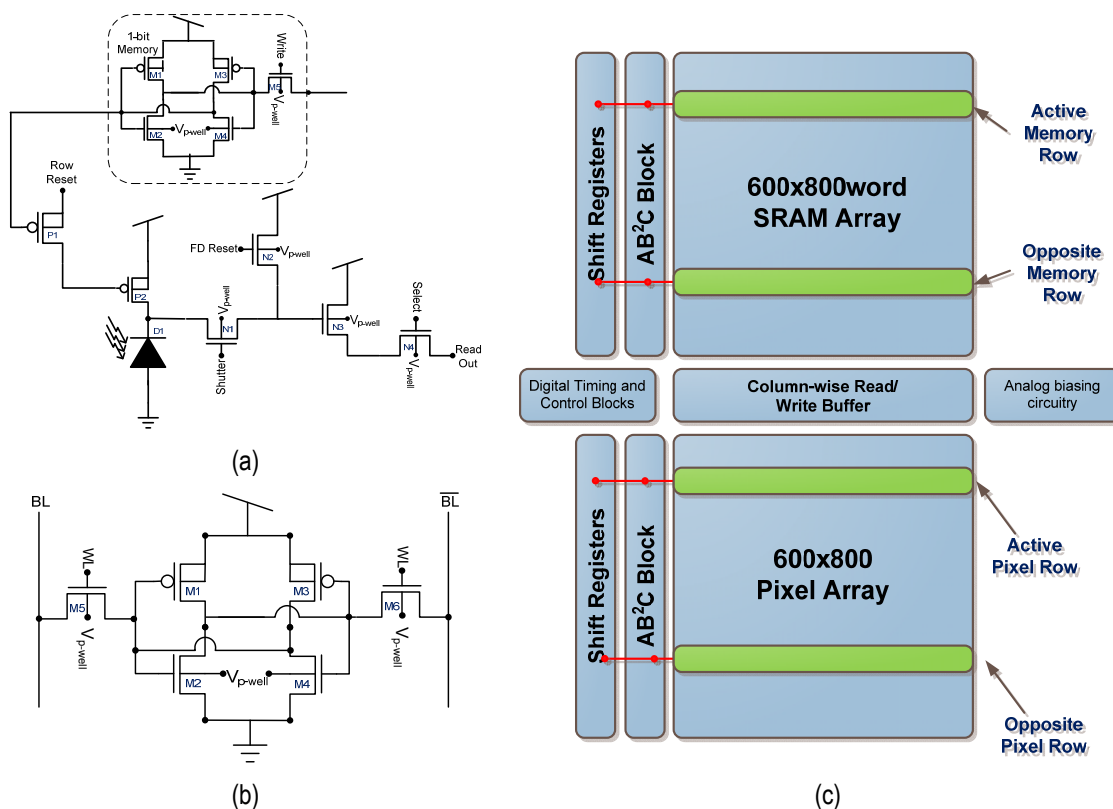 1-bit
Memory
M1
M3
Write
M5
Vp-well
M2
Vp-well
M4
Row
Reset
P1
P2
FD Reset
N2
Vp-well
Vp-well
N1
Shutter
D1
N3
Vp-well
Select
N4
Vp-well
Read
Out
(a)
BL
BL
WL
M5
Vp-well
M1
M3
WL
M6
Vp-well
M2
Vp-well
M4
(b)
Shift Registers
AB²C Block
600x800word
SRAM Array
Active
Memory
Row
Opposite
Memory
Row
Digital Timing and
Control Blocks
Column-wise Read/
Write Buffer
Analog biasing
circuitry
Shift Registers
AB²C Block
600x800
Pixel Array
Active
Pixel Row
Opposite
Pixel Row
(c)